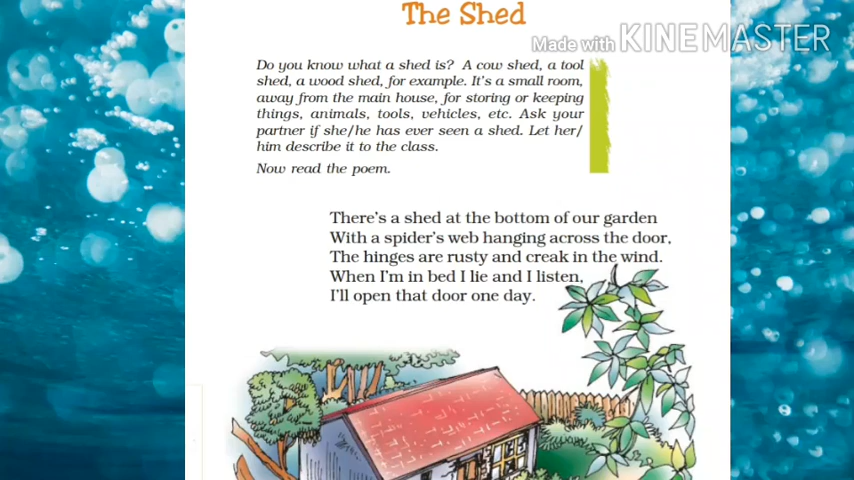 The Shed
Made with KINEMASTER
Do you know what a shed is? A cow shed, a tool
shed, a wood shed, for example. It's a small room,
away from the main house, for storing or keeping
things, animals, tools, vehicles, etc. Ask your
partner if she/he has ever seen a shed. Let her/
him describe it to the class.
Now read the poem.
There's a shed at the bottom of our garden
With a spider's web hanging across the door,
The hinges are rusty and creak in the wind.
When I'm in bed I lie and I listen,
I'll open that door one day.